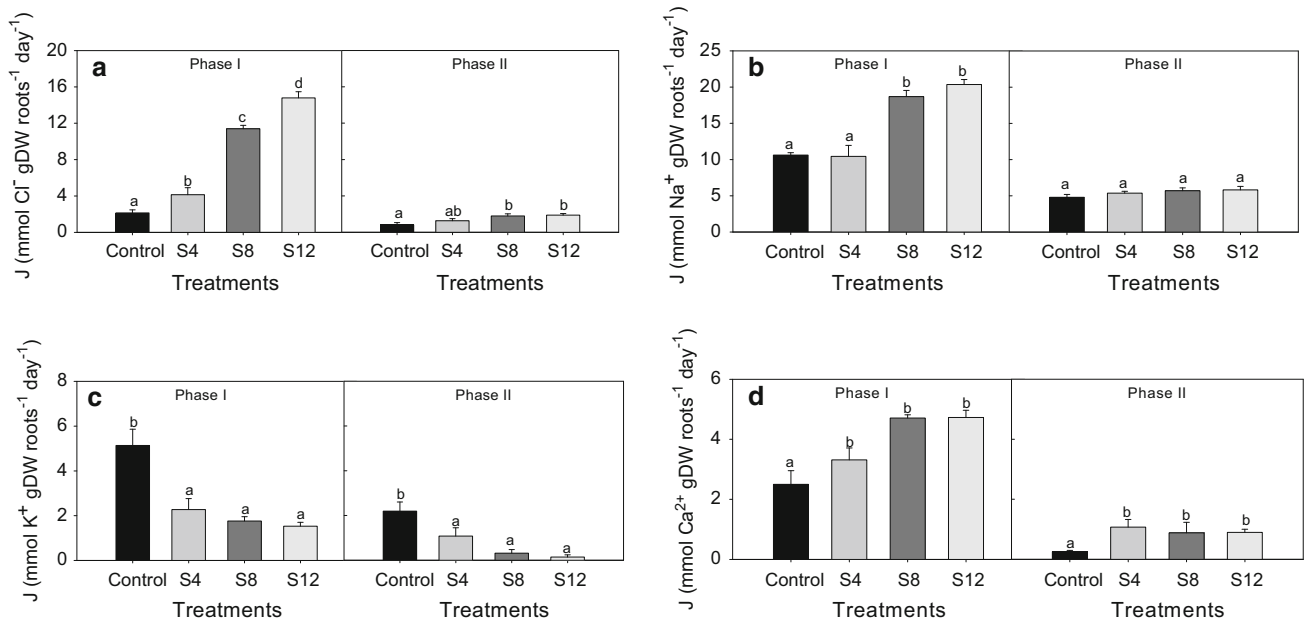 a
Phase I
Phase II
J (mmol Cl⁻ gDW roots⁻¹ day⁻¹)
20
16
12
8
4
0
a
b
c
d
a
ab
b
b
Control S4 S8 S12
Control S4 S8 S12
Treatments
Treatments
b
Phase I
Phase II
J (mmol Na⁺ gDW roots⁻¹ day⁻¹)
25
20
15
10
5
0
a
a
b
b
a
a
a
a
Control S4 S8 S12
Control S4 S8 S12
Treatments
Treatments
c
Phase I
Phase II
J (mmol K⁺ gDW roots⁻¹ day⁻¹)
8
6
4
2
0
b
a
a
a
b
a
a
a
Control S4 S8 S12
Control S4 S8 S12
Treatments
Treatments
d
Phase I
Phase II
J (mmol Ca²⁺ gDW roots⁻¹ day⁻¹)
6
4
2
0
a
b
b
b
a
b
b
b
Control S4 S8 S12
Control S4 S8 S12
Treatments
Treatments